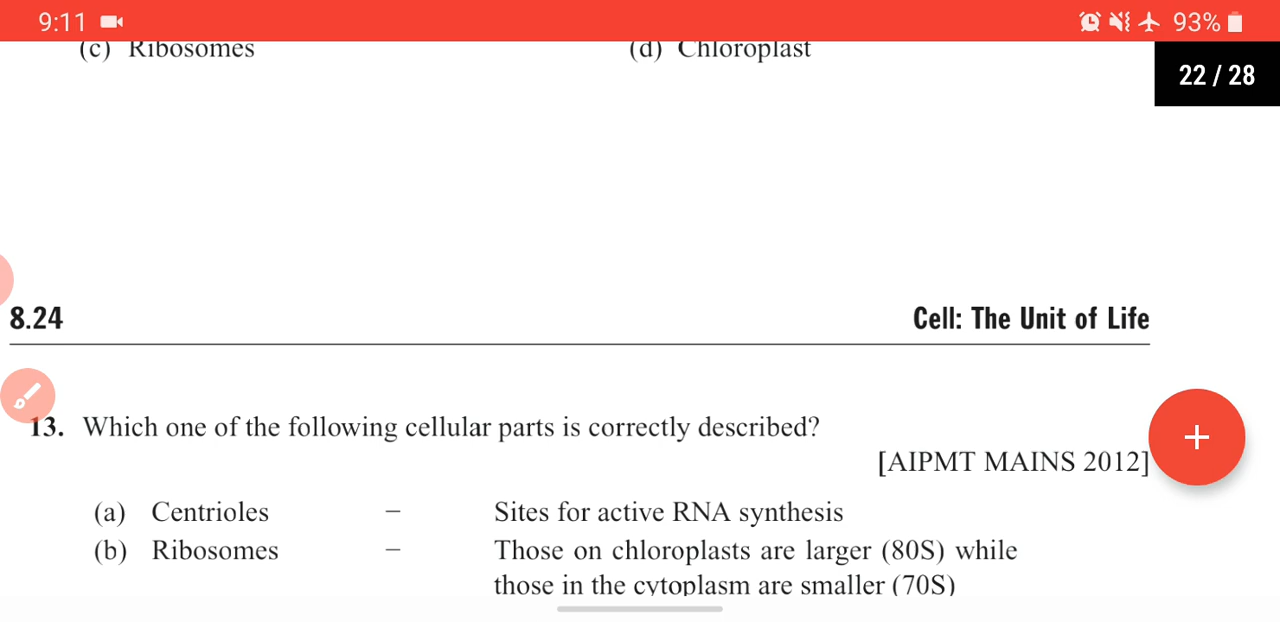 9:11 93%
(c) Ribosomes (d) Chloroplast
22 / 28
8.24 Cell: The Unit of Life
13. Which one of the following cellular parts is correctly described?
[AIPMT MAINS 2012]
+
(a) Centrioles – Sites for active RNA synthesis
(b) Ribosomes – Those on chloroplasts are larger (80S) while
those in the cytoplasm are smaller (70S)